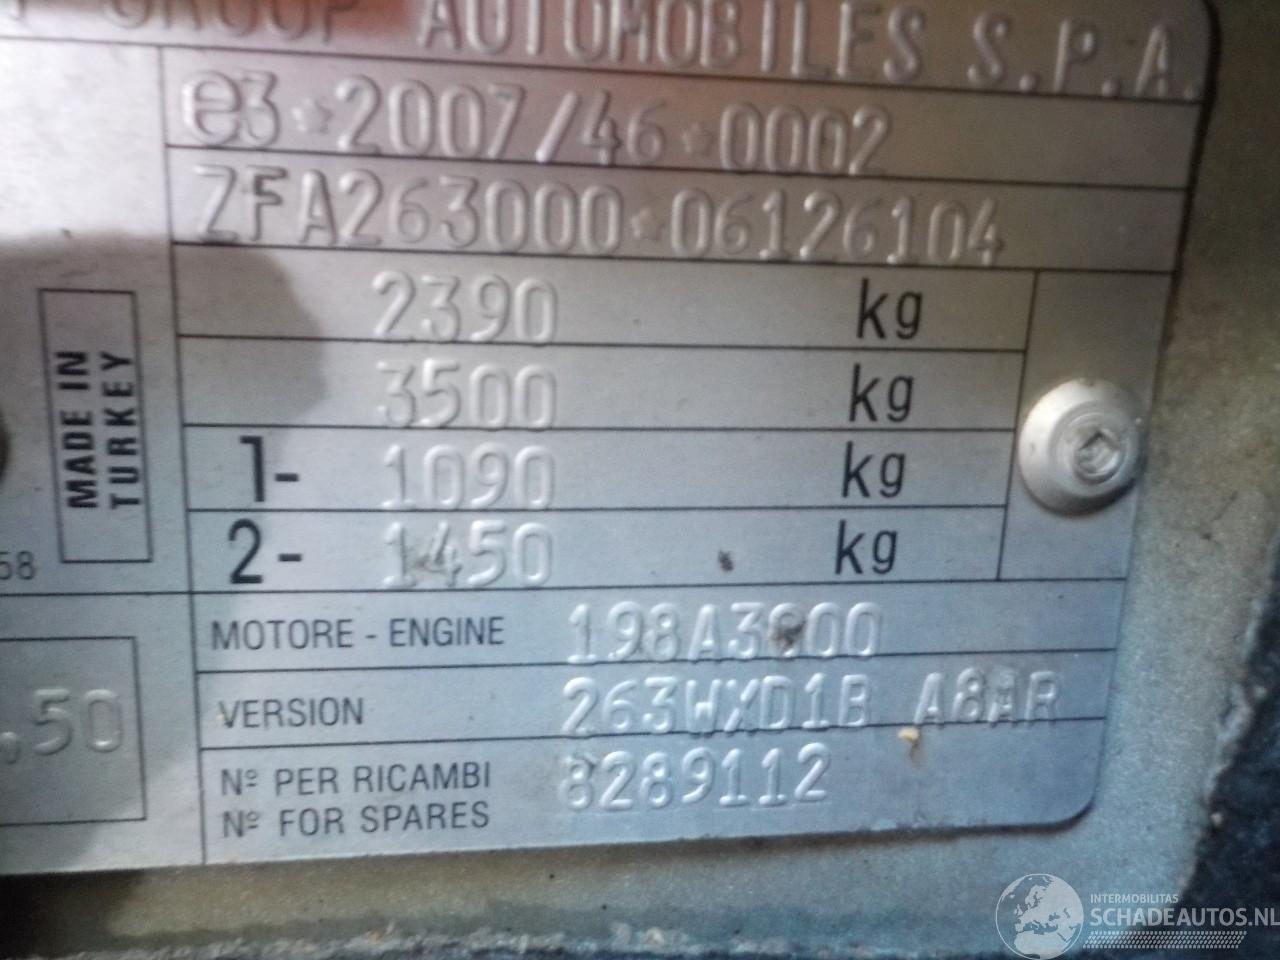 GROUP AUTOMOBILES S.P.A.
e3*2007/46*0002
ZFA263000*06126104
2390 kg
3500 kg
1- 1090 kg
2- 1450 kg
MADE IN
TURKEY
58
MOTORE - ENGINE 198A3000
VERSION 263WXD1B A8AR
.50
Nº PER RICAMBI 8289112
Nº FOR SPARES
INTERMOBILITAS
SCHADEAUTOS.NL